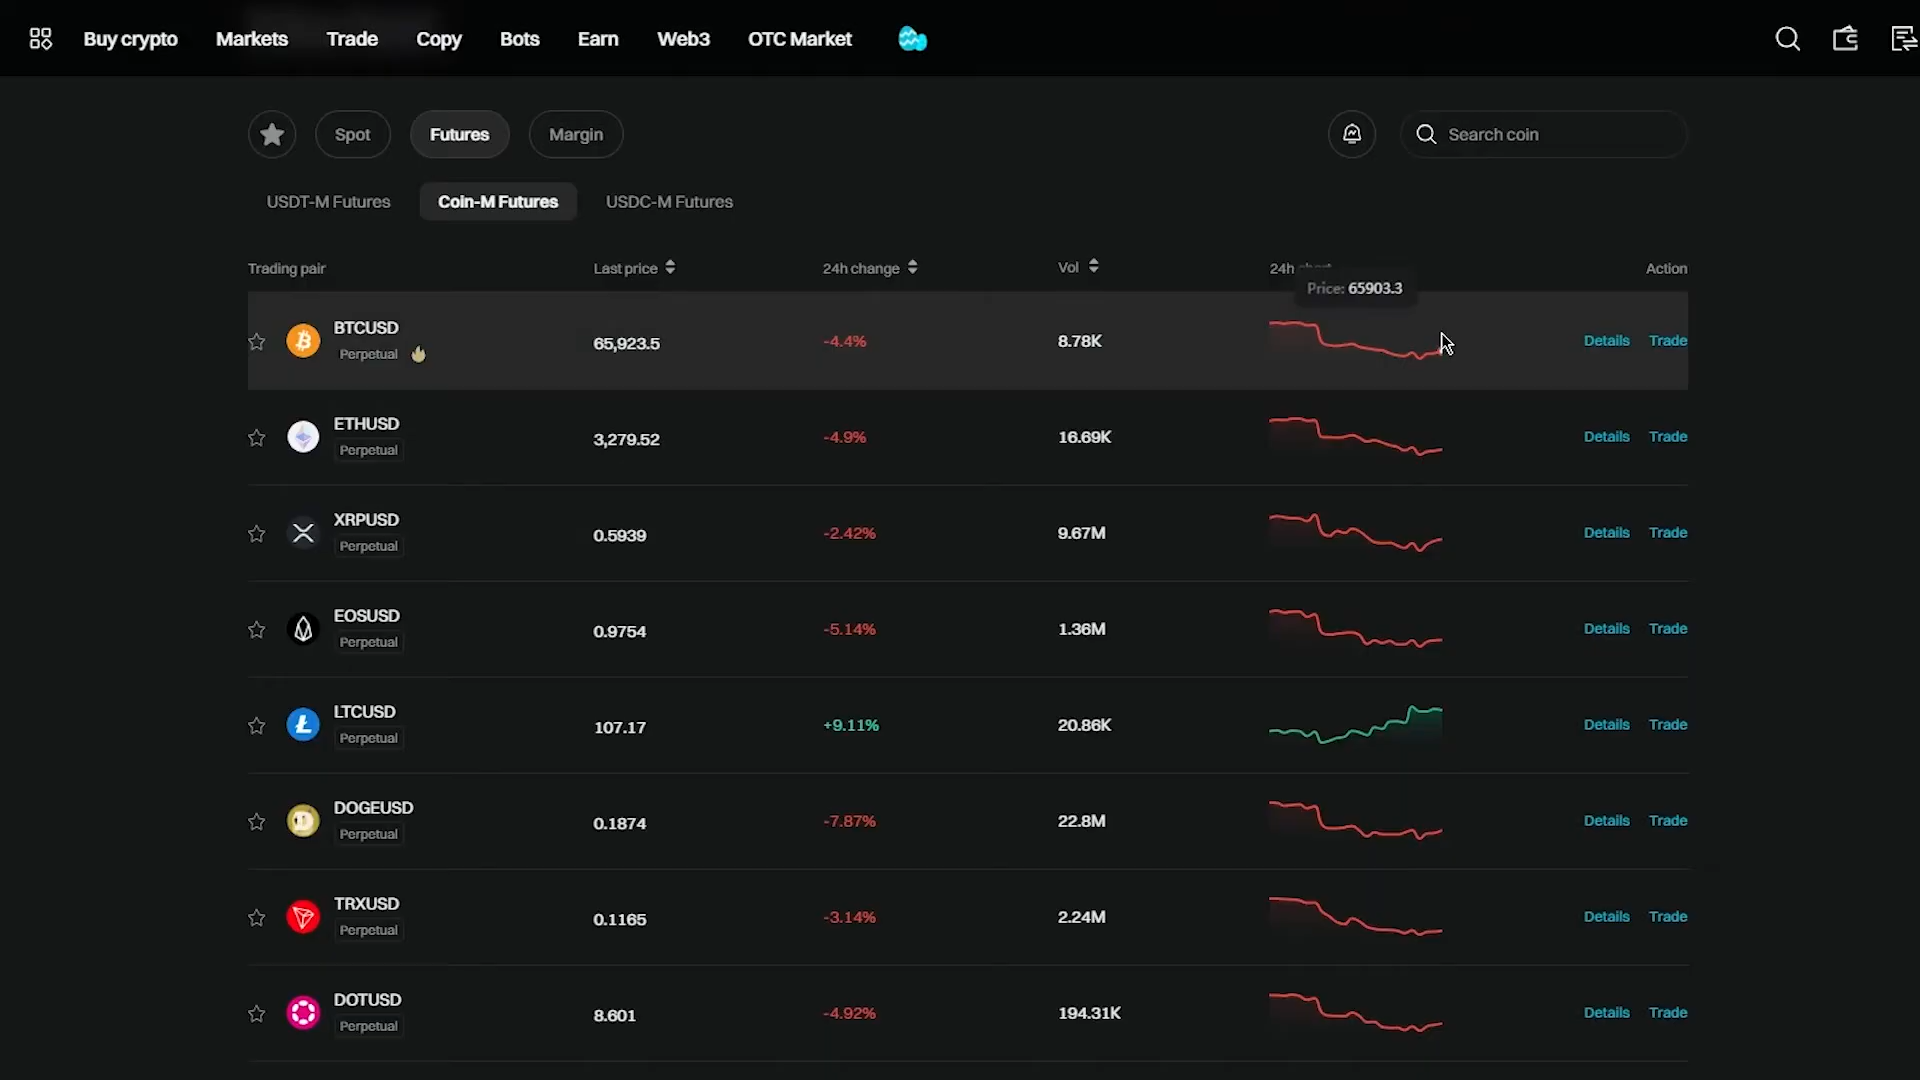 Buy crypto Markets Trade Copy Bots Earn Web3 OTC Market
Spot Futures Margin Search coin
USDT-M Futures Coin-M Futures USDC-M Futures
Trading pair Last price 24h change Vol 24h Action
Price: 65903.3
BTCUSD
Perpetual 65,923.5 -4.4% 8.78K Details Trade
ETHUSD
Perpetual 3,279.52 -4.9% 16.69K Details Trade
XRPUSD
Perpetual 0.5939 -2.42% 9.67M Details Trade
EOSUSD
Perpetual 0.9754 -5.14% 1.36M Details Trade
LTCUSD
Perpetual 107.17 +9.11% 20.86K Details Trade
DOGEUSD
Perpetual 0.1874 -7.87% 22.8M Details Trade
TRXUSD
Perpetual 0.1165 -3.14% 2.24M Details Trade
DOTUSD
Perpetual 8.601 -4.92% 194.31K Details Trade